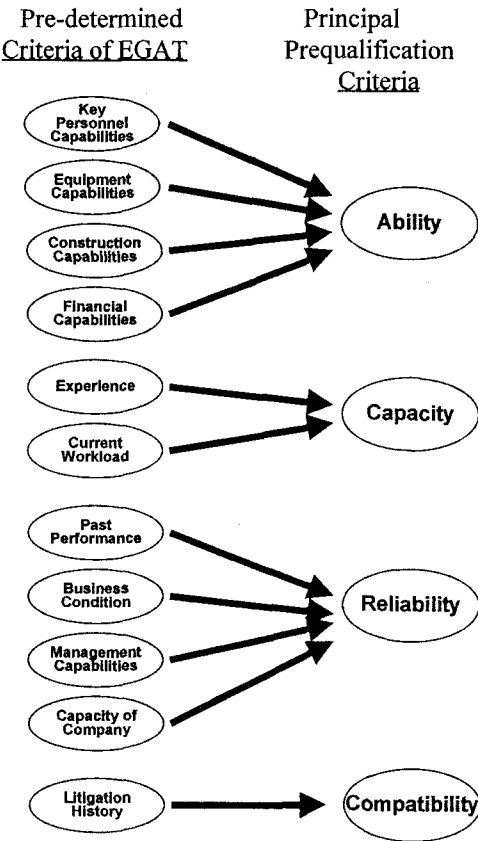 Pre-determined
Criteria of EGAT
Principal
Prequalification
Criteria
Key
Personnel
Capabilities
Equipment
Capabilities
Construction
Capabilities
Financial
Capabilities
Ability
Experience
Current
Workload
Capacity
Past
Performance
Business
Condition
Management
Capabilities
Capacity of
Company
Reliability
Litigation
History
Compatibility